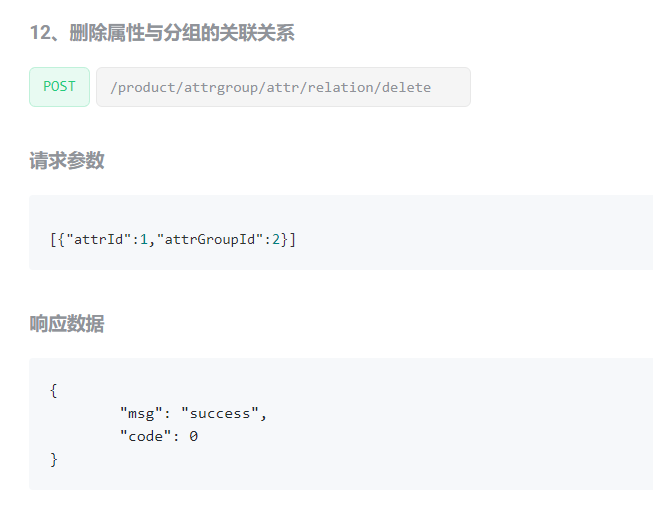 12、删除属性与分组的关联关系
POST /product/attrgroup/attr/relation/delete
请求参数
[{"attrId":1,"attrGroupId":2}]
响应数据
{
"msg": "success",
"code": 0
}